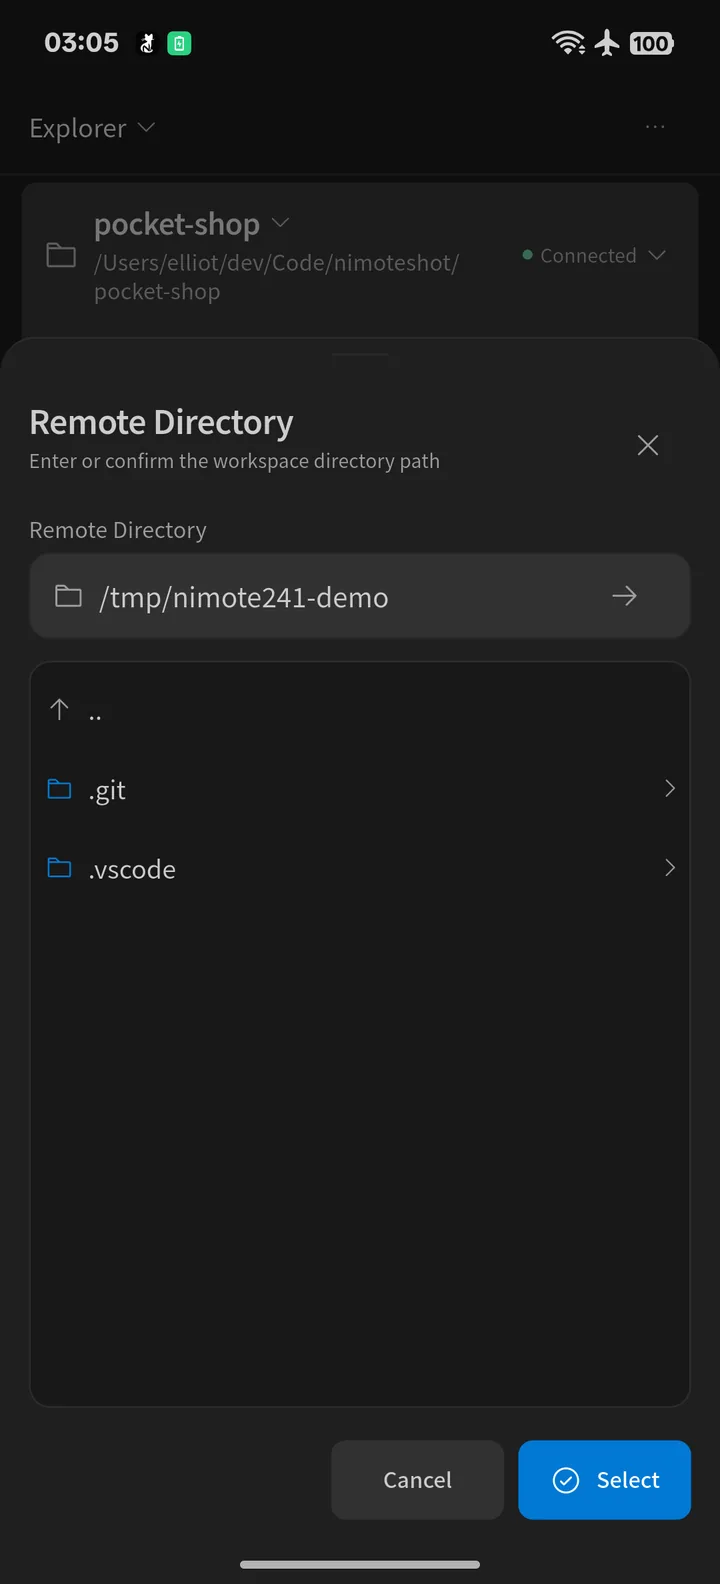 03:05
100
Explorer
...
pocket-shop
/Users/elliot/dev/Code/nimoteshot/
pocket-shop
Connected
Remote Directory
Enter or confirm the workspace directory path
Remote Directory
/tmp/nimote241-demo
..
.git
.vscode
Cancel
Select